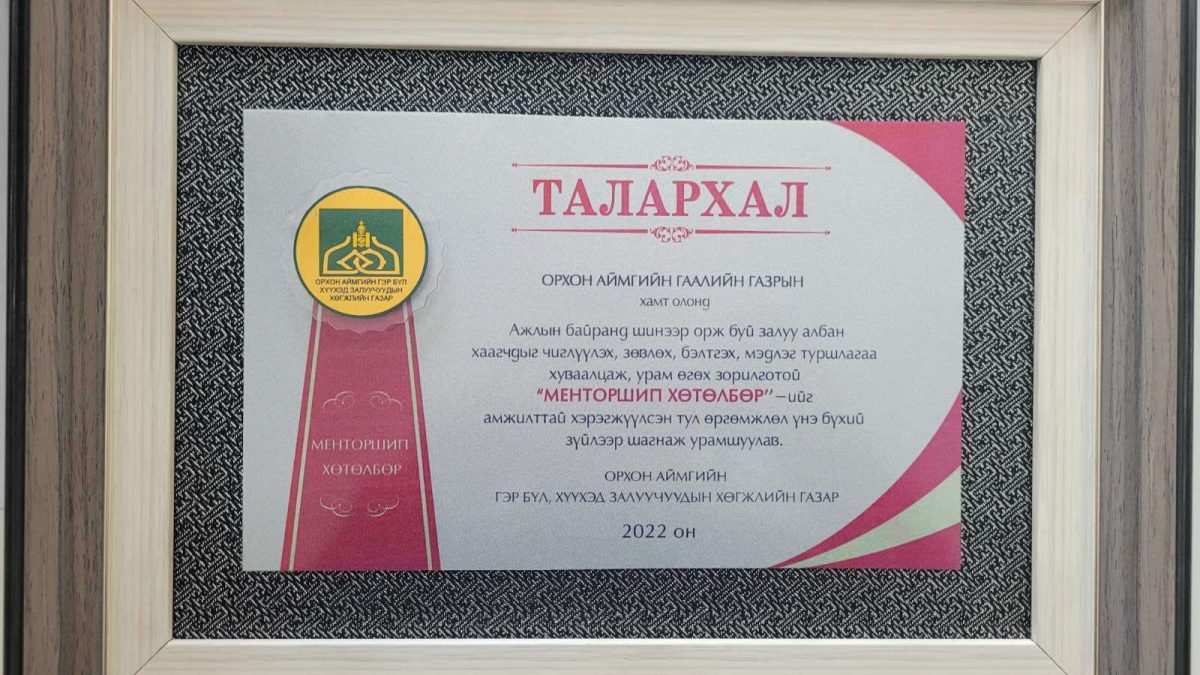 ТАЛАРХАЛ
ОРХОН АЙМГИЙН ГЭР БҮЛ
ХҮҮХЭД ЗАЛУУЧУУДЫН
ХӨГЖЛИЙН ГАЗАР
МЕНТОРШИП
ХӨТӨЛБӨР
ОРХОН АЙМГИЙН ГААЛИЙН ГАЗРЫН
хамт олонд
Ажлын байранд шинээр орж буй залуу албан
хаагчдыг чиглүүлэх, зөвлөх, бэлтгэх, мэдлэг туршлагаа
хуваалцаж, урам өгөх зорилготой
"МЕНТОРШИП ХӨТӨЛБӨР" – ийг
амжилттай хэрэгжүүлсэн тул өргөмжлөл үнэ бүхий
зүйлээр шагнаж урамшуулав.
ОРХОН АЙМГИЙН
ГЭР БҮЛ, ХҮҮХЭД ЗАЛУУЧУУДЫН ХӨГЖЛИЙН ГАЗАР
2022 он